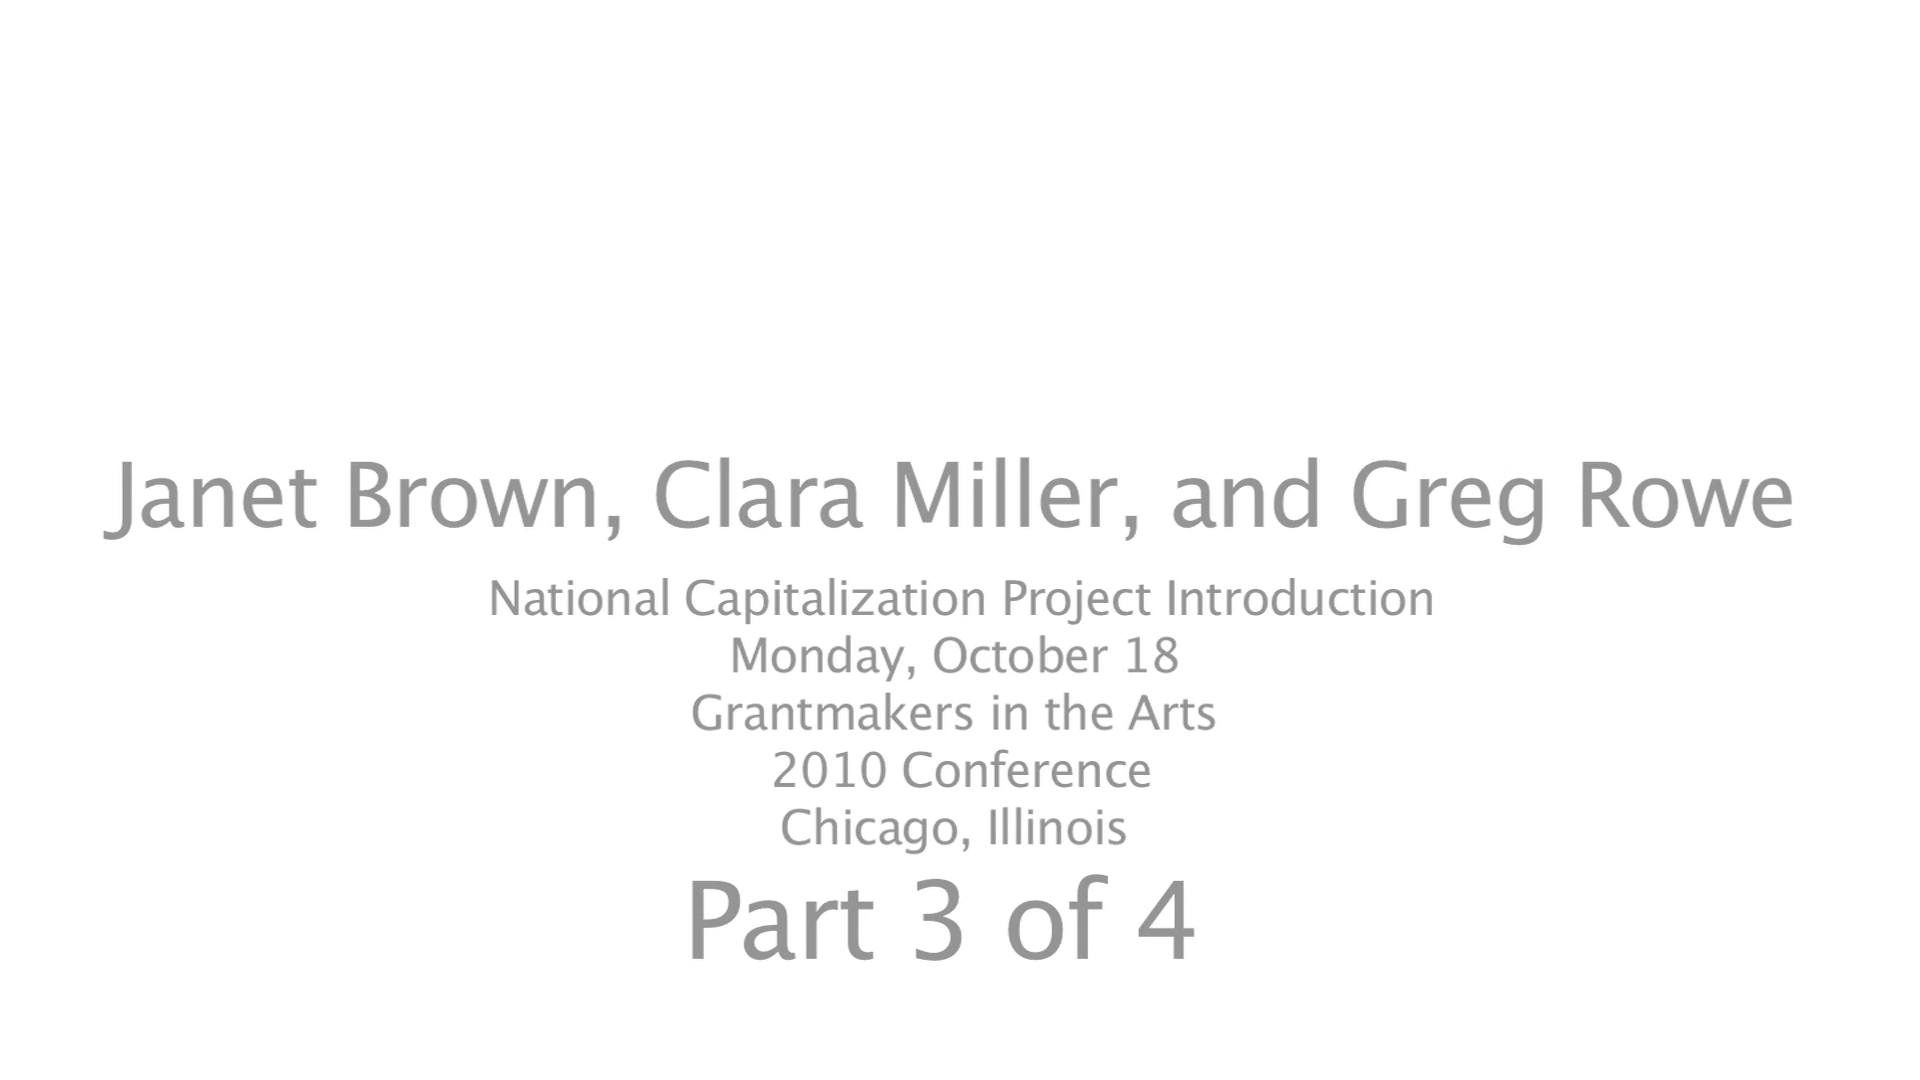 Janet Brown, Clara Miller, and Greg Rowe
National Capitalization Project Introduction
Monday, October 18
Grantmakers in the Arts
2010 Conference
Chicago, Illinois
Part 3 of 4